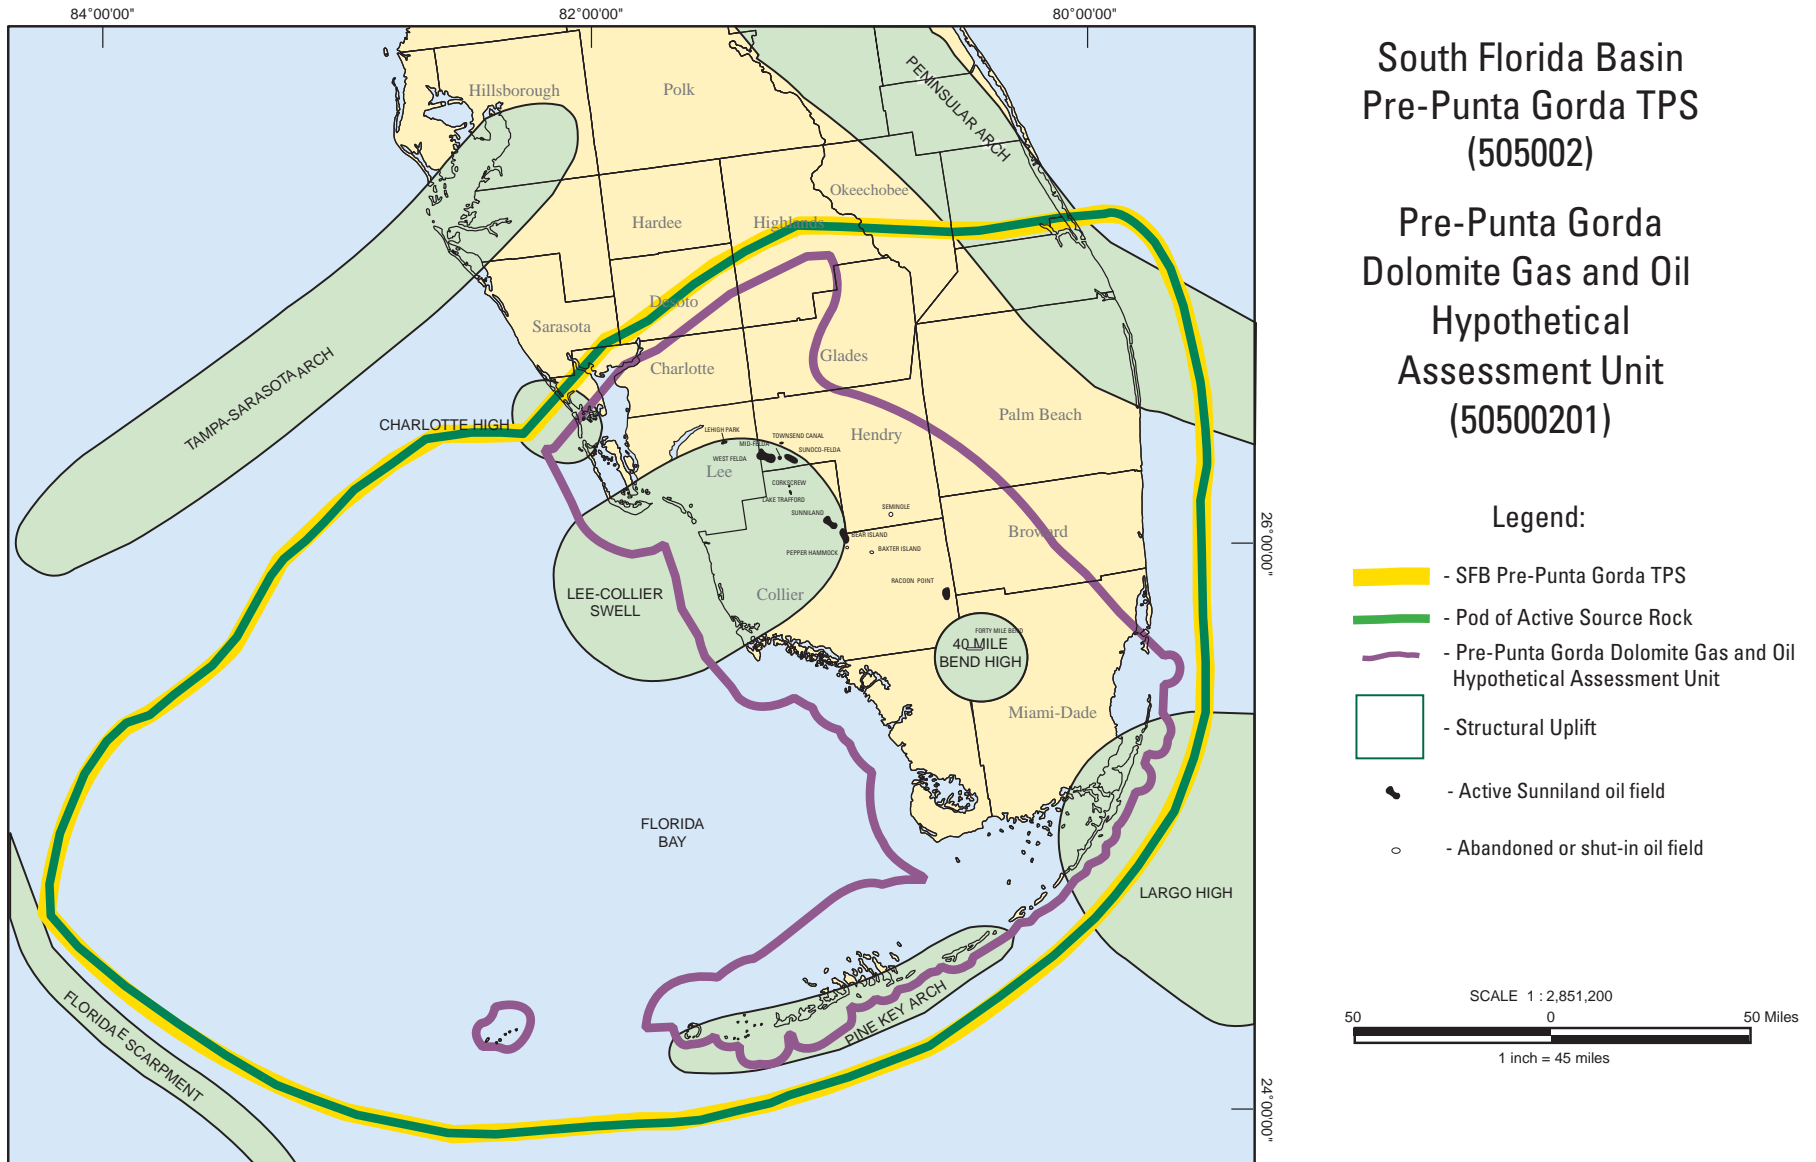 84°00'00"
82°00'00"
80°00'00"
Hillsborough
Polk
PENINSULAR ARCH
Okeechobee
Hardee
Highlands
Desoto
Sarasota
TAMPA-SARASOTA ARCH
CHARLOTTE HIGH
Charlotte
Glades
Palm Beach
Hendry
LEHIGH PARK
TOWNSEND CANAL
MID-FELDA
SUNOCO-FELDA
WEST FELDA
Lee
CORKSCREW
LAKE TRAFFORD
SUNNILAND
SEMINOLE
BEAR ISLAND
PEPPER HAMMOCK
BAXTER ISLAND
Broward
26°00'00"
RACOON POINT
LEE-COLLIER
SWELL
Collier
FORTY MILE BEND
40 MILE
BEND HIGH
Miami-Dade
FLORIDA
BAY
LARGO HIGH
PINE KEY ARCH
FLORIDA ESCARPMENT
24°00'00"
South Florida Basin
Pre-Punta Gorda TPS
(505002)
Pre-Punta Gorda
Dolomite Gas and Oil
Hypothetical
Assessment Unit
(50500201)
Legend:
- SFB Pre-Punta Gorda TPS
- Pod of Active Source Rock
- Pre-Punta Gorda Dolomite Gas and Oil
Hypothetical Assessment Unit
- Structural Uplift
- Active Sunniland oil field
- Abandoned or shut-in oil field
SCALE 1 : 2,851,200
50 0 50 Miles
1 inch = 45 miles